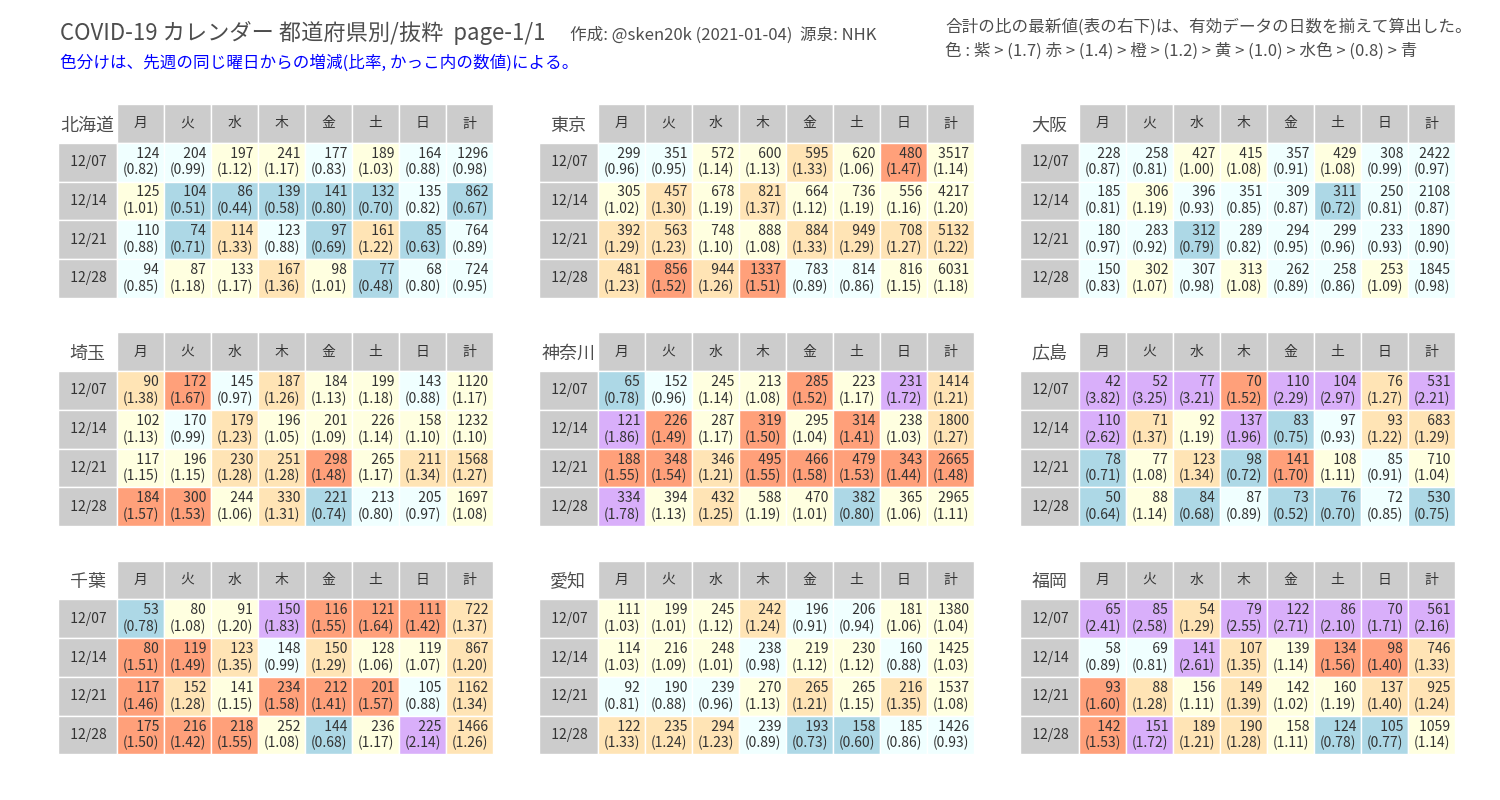 COVID-19 カレンダー 都道府県別/抜粋 page-1/1 作成: @sken20k (2021-01-04) 源泉: NHK
色分けは、先週の同じ曜日からの増減(比率, かっこ内の数値)による。
合計の比の最新値(表の右下)は、有効データの日数を揃えて算出した。
色 : 紫 > (1.7) 赤 > (1.4) > 橙 > (1.2) > 黄 > (1.0) > 水色 > (0.8) > 青
北海道 月 火 水 木 金 土 日 計
12/07 124 204 197 241 177 189 164 1296
(0.82) (0.99) (1.12) (1.17) (0.83) (1.03) (0.88) (0.98)
12/14 125 104 86 139 141 132 135 862
(1.01) (0.51) (0.44) (0.58) (0.80) (0.70) (0.82) (0.67)
12/21 110 74 114 123 97 161 85 764
(0.88) (0.71) (1.33) (0.88) (0.69) (1.22) (0.63) (0.89)
12/28 94 87 133 167 98 77 68 724
(0.85) (1.18) (1.17) (1.36) (1.01) (0.48) (0.80) (0.95)
東京 月 火 水 木 金 土 日 計
12/07 299 351 572 600 595 620 480 3517
(0.96) (0.95) (1.14) (1.13) (1.33) (1.06) (1.47) (1.14)
12/14 305 457 678 821 664 736 556 4217
(1.02) (1.30) (1.19) (1.37) (1.12) (1.19) (1.16) (1.20)
12/21 392 563 748 888 884 949 708 5132
(1.29) (1.23) (1.10) (1.08) (1.33) (1.29) (1.27) (1.22)
12/28 481 856 944 1337 783 814 816 6031
(1.23) (1.52) (1.26) (1.51) (0.89) (0.86) (1.15) (1.18)
大阪 月 火 水 木 金 土 日 計
12/07 228 258 427 415 357 429 308 2422
(0.87) (0.81) (1.00) (1.08) (0.91) (1.08) (0.99) (0.97)
12/14 185 306 396 351 309 311 250 2108
(0.81) (1.19) (0.93) (0.85) (0.87) (0.72) (0.81) (0.87)
12/21 180 283 312 289 294 299 233 1890
(0.97) (0.92) (0.79) (0.82) (0.95) (0.96) (0.93) (0.90)
12/28 150 302 307 313 262 258 253 1845
(0.83) (1.07) (0.98) (1.08) (0.89) (0.86) (1.09) (0.98)
埼玉 月 火 水 木 金 土 日 計
12/07 90 172 145 187 184 199 143 1120
(1.38) (1.67) (0.97) (1.26) (1.13) (1.18) (0.88) (1.17)
12/14 102 170 179 196 201 226 158 1232
(1.13) (0.99) (1.23) (1.05) (1.09) (1.14) (1.10) (1.10)
12/21 117 196 230 251 298 265 211 1568
(1.15) (1.15) (1.28) (1.28) (1.48) (1.17) (1.34) (1.27)
12/28 184 300 244 330 221 213 205 1697
(1.57) (1.53) (1.06) (1.31) (0.74) (0.80) (0.97) (1.08)
神奈川 月 火 水 木 金 土 日 計
12/07 65 152 245 213 285 223 231 1414
(0.78) (0.96) (1.14) (1.08) (1.52) (1.17) (1.72) (1.21)
12/14 121 226 287 319 295 314 238 1800
(1.86) (1.49) (1.17) (1.50) (1.04) (1.41) (1.03) (1.27)
12/21 188 348 346 495 466 479 343 2665
(1.55) (1.54) (1.21) (1.55) (1.58) (1.53) (1.44) (1.48)
12/28 334 394 432 588 470 382 365 2965
(1.78) (1.13) (1.25) (1.19) (1.01) (0.80) (1.06) (1.11)
広島 月 火 水 木 金 土 日 計
12/07 42 52 77 70 110 104 76 531
(3.82) (3.25) (3.21) (1.52) (2.29) (2.97) (1.27) (2.21)
12/14 110 71 92 137 83 97 93 683
(2.62) (1.37) (1.19) (1.96) (0.75) (0.93) (1.22) (1.29)
12/21 78 77 123 98 141 108 85 710
(0.71) (1.08) (1.34) (0.72) (1.70) (1.11) (0.91) (1.04)
12/28 50 88 84 87 73 76 72 530
(0.64) (1.14) (0.68) (0.89) (0.52) (0.70) (0.85) (0.75)
千葉 月 火 水 木 金 土 日 計
12/07 53 80 91 150 116 121 111 722
(0.78) (1.08) (1.20) (1.83) (1.55) (1.64) (1.42) (1.37)
12/14 80 119 123 148 150 128 119 867
(1.51) (1.49) (1.35) (0.99) (1.29) (1.06) (1.07) (1.20)
12/21 117 152 141 234 212 201 105 1162
(1.46) (1.28) (1.15) (1.58) (1.41) (1.57) (0.88) (1.34)
12/28 175 216 218 252 144 236 225 1466
(1.50) (1.42) (1.55) (1.08) (0.68) (1.17) (2.14) (1.26)
愛知 月 火 水 木 金 土 日 計
12/07 111 199 245 242 196 206 181 1380
(1.03) (1.01) (1.12) (1.24) (0.91) (0.94) (1.06) (1.04)
12/14 114 216 248 238 219 230 160 1425
(1.03) (1.09) (1.01) (0.98) (1.12) (1.12) (0.88) (1.03)
12/21 92 190 239 270 265 265 216 1537
(0.81) (0.88) (0.96) (1.13) (1.21) (1.15) (1.35) (1.08)
12/28 122 235 294 239 193 158 185 1426
(1.33) (1.24) (1.23) (0.89) (0.73) (0.60) (0.86) (0.93)
福岡 月 火 水 木 金 土 日 計
12/07 65 85 54 79 122 86 70 561
(2.41) (2.58) (1.29) (2.55) (2.71) (2.10) (1.71) (2.16)
12/14 58 69 141 107 139 134 98 746
(0.89) (0.81) (2.61) (1.35) (1.14) (1.56) (1.40) (1.33)
12/21 93 88 156 149 142 160 137 925
(1.60) (1.28) (1.11) (1.39) (1.02) (1.19) (1.40) (1.24)
12/28 142 151 189 190 158 124 105 1059
(1.53) (1.72) (1.21) (1.28) (1.11) (0.78) (0.77) (1.14)